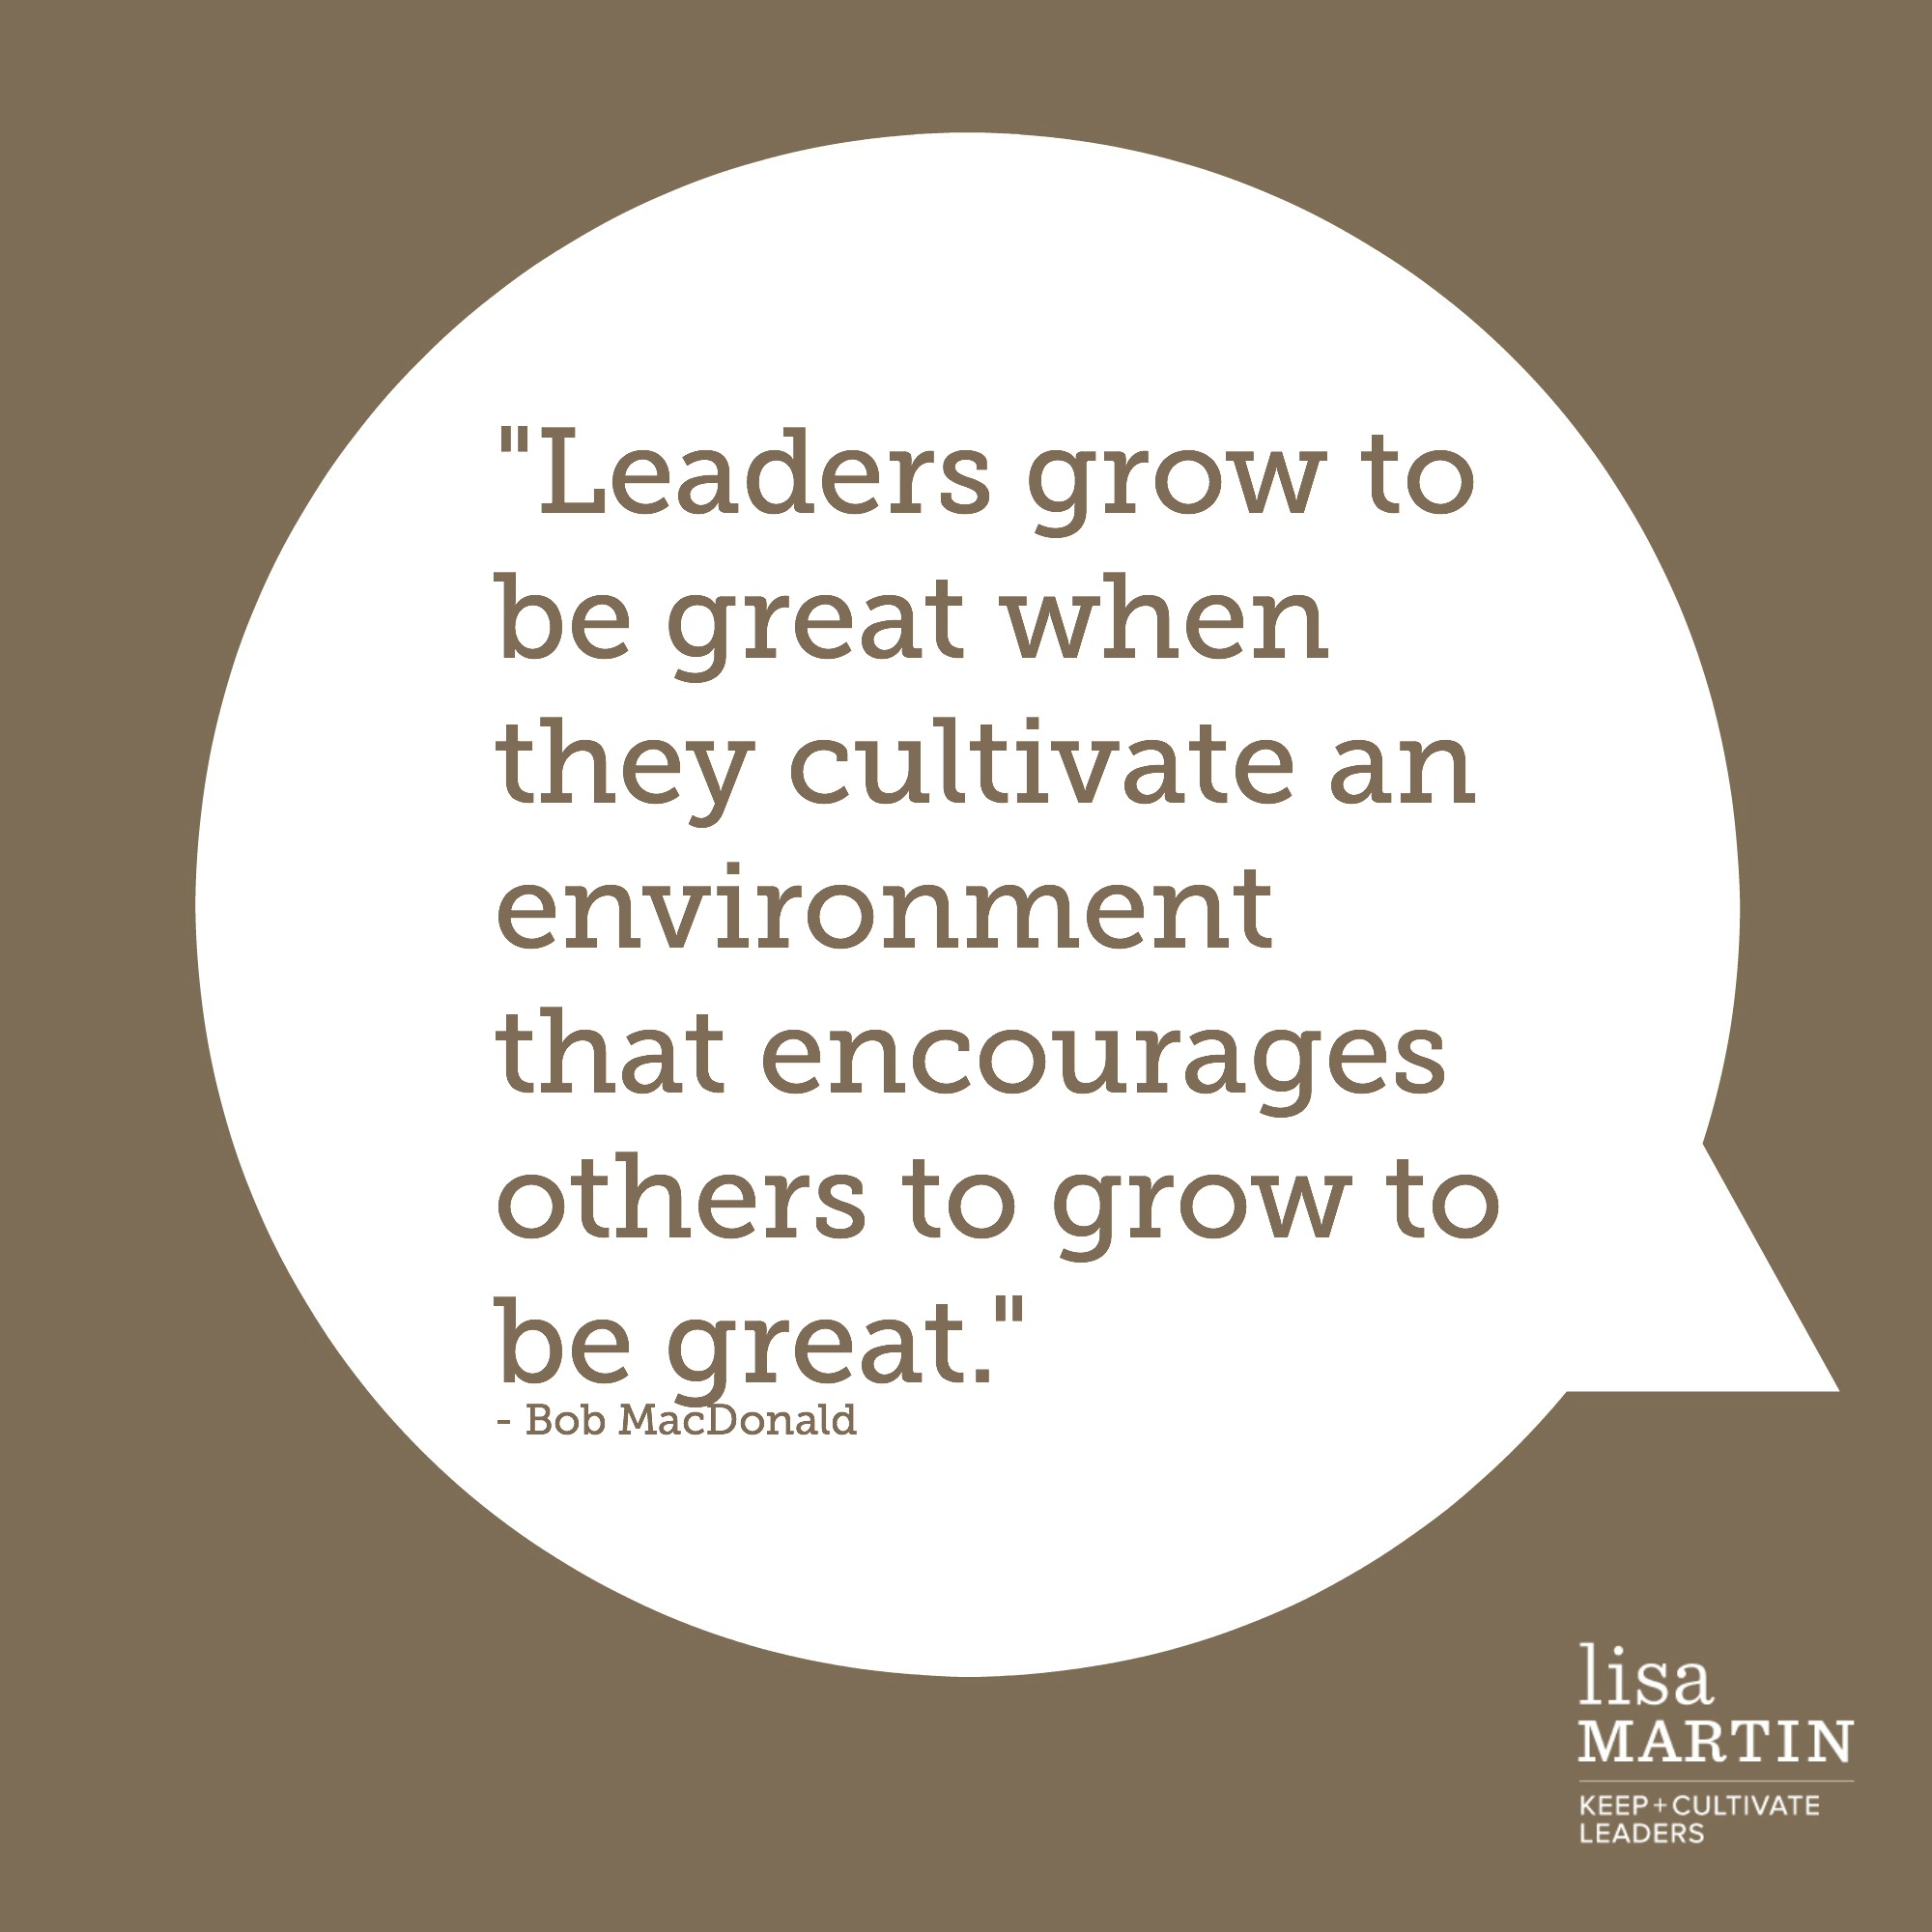 "Leaders grow to
be great when
they cultivate an
environment
that encourages
others to grow to
be great."
- Bob MacDonald
lisa
MARTIN
KEEP+CULTIVATE
LEADERS